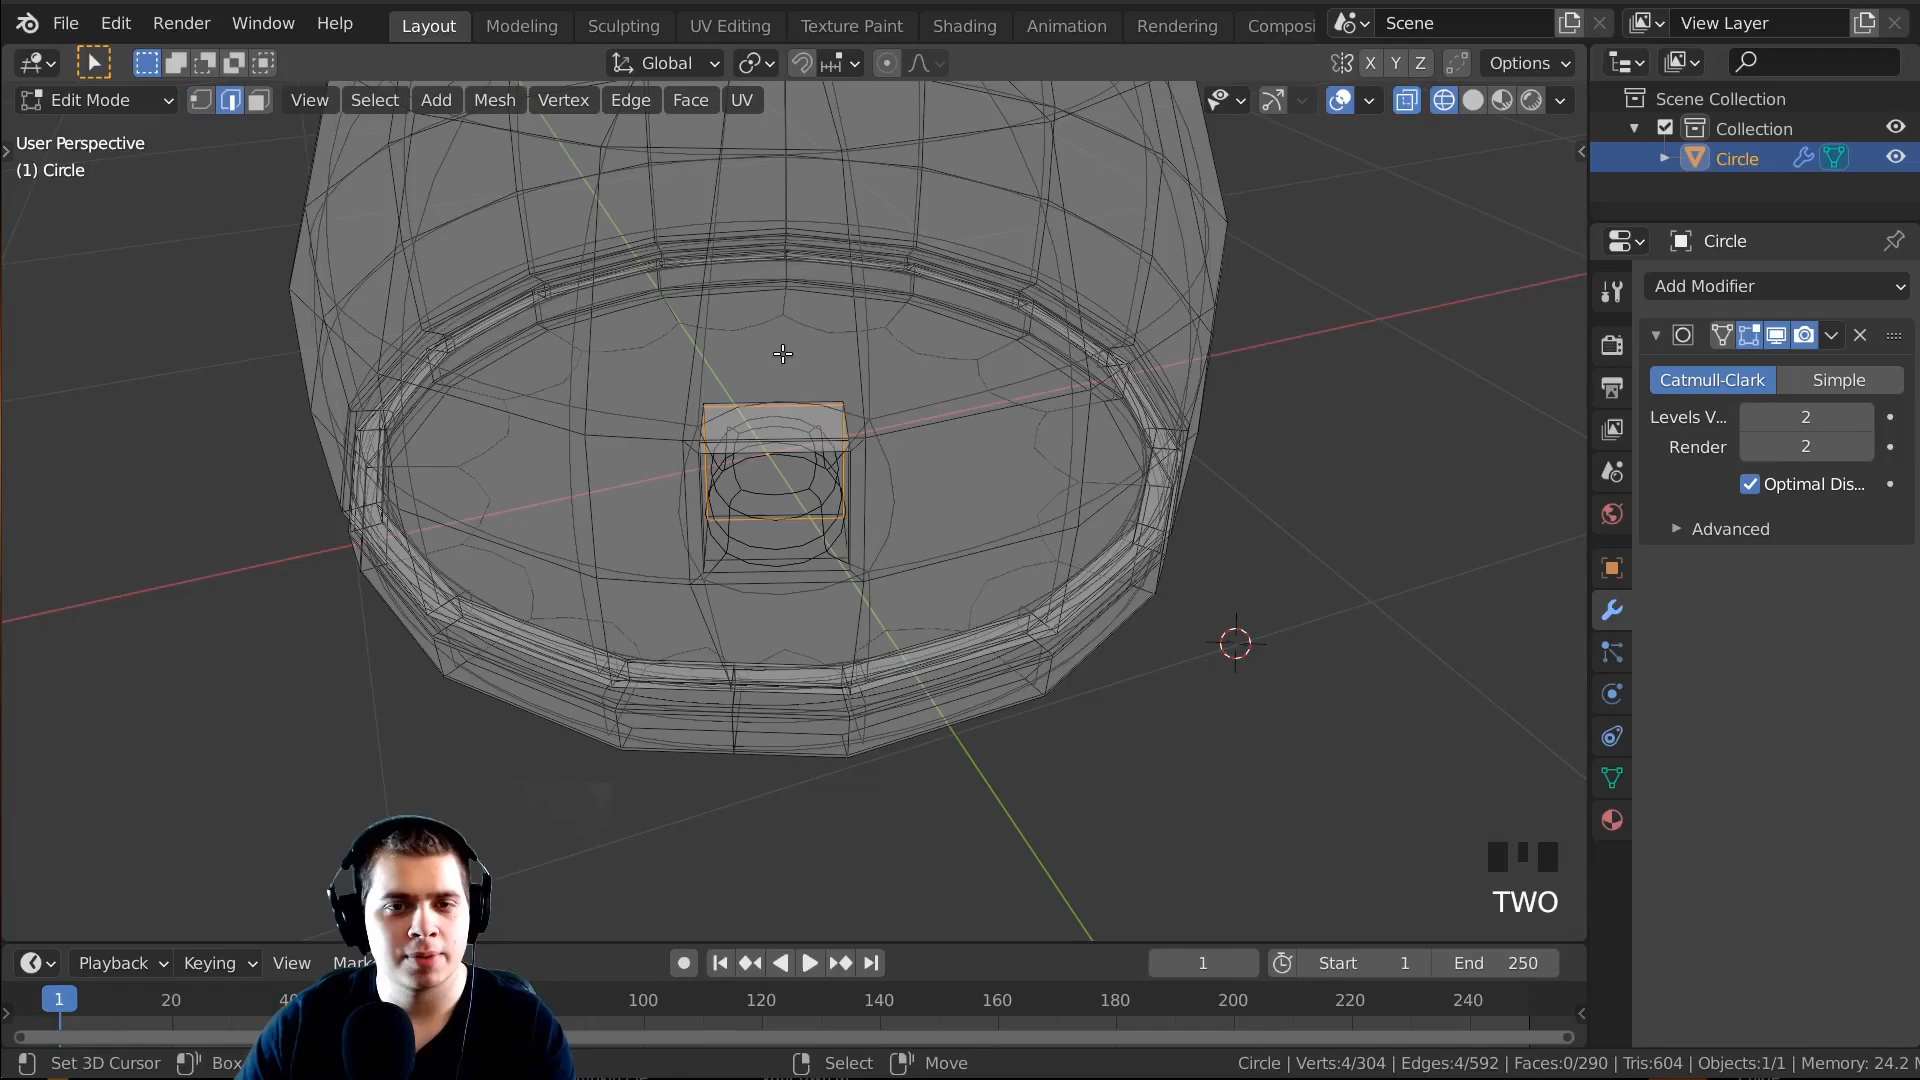 File Edit Render Window Help Layout Modeling Sculpting UV Editing Texture Paint Shading Animation Rendering Composi Scene View Layer
Global X Y Z Options
Edit Mode View Select Add Mesh Vertex Edge Face UV
Scene Collection
Collection
Circle
User Perspective
(1) Circle
Circle
Add Modifier
Catmull-Clark Simple
Levels V... 2
Render 2
Optimal Dis...
Advanced
TWO
Playback Keying View Mark 1 Start 1 End 250
1 20 100 120 140 160 180 200 220 240
Set 3D Cursor Box Select Move Circle | Verts:4/304 | Edges:4/592 | Faces:0/290 | Tris:604 | Objects:1/1 | Memory: 24.2